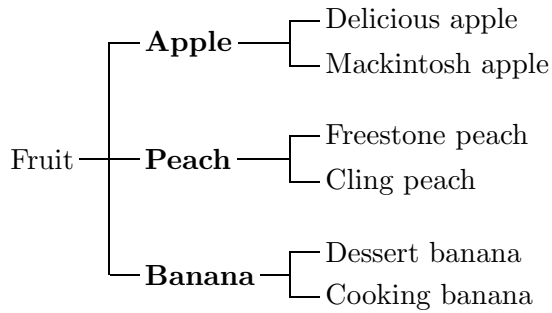 Delicious apple
Apple
Mackintosh apple
Freestone peach
Fruit
Peach
Cling peach
Dessert banana
Banana
Cooking banana